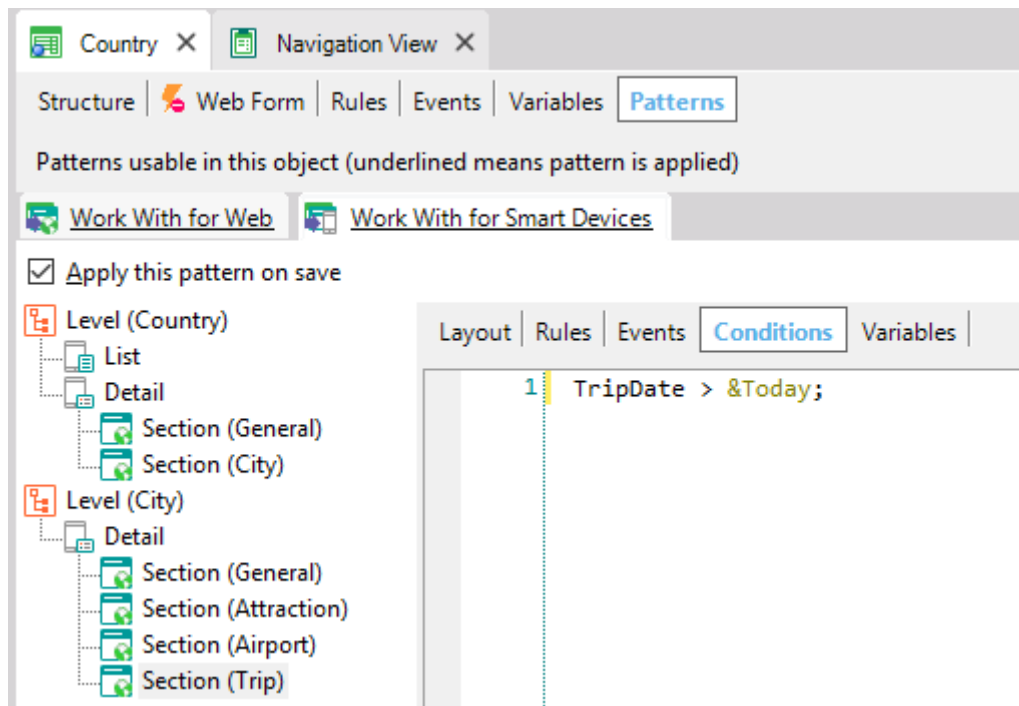 Country Navigation View
Structure Web Form Rules Events Variables Patterns
Patterns usable in this object (underlined means pattern is applied)
Work With for Web Work With for Smart Devices
Apply this pattern on save
Level (Country)
List
Detail
Section (General)
Section (City)
Level (City)
Detail
Section (General)
Section (Attraction)
Section (Airport)
Section (Trip)
Layout Rules Events Conditions Variables
1 TripDate > &Today;